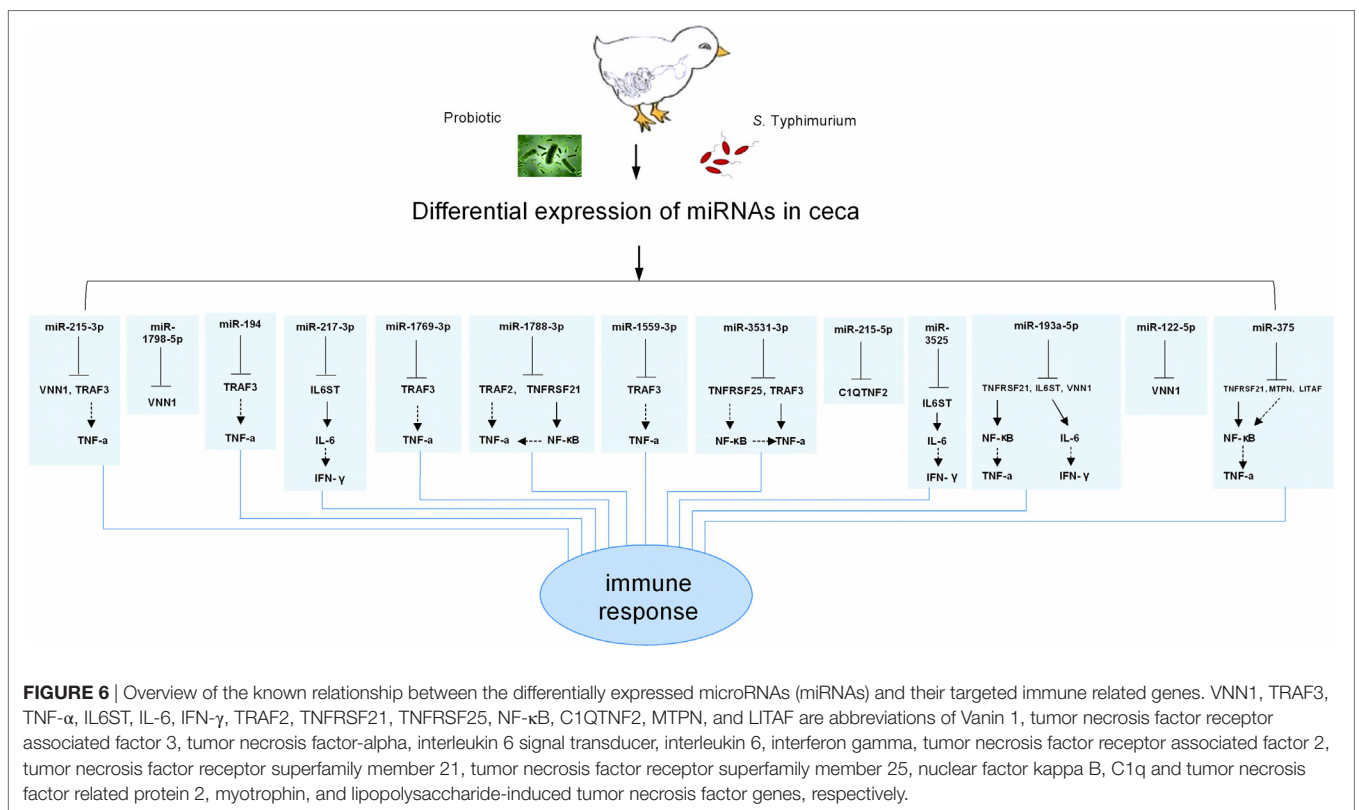 Probiotic
S. Typhimurium
Differential expression of miRNAs in ceca
miR-215-3p
VNN1, TRAF3
TNF-a
miR-
1798-5p
VNN1
miR-194
TRAF3
TNF-a
miR-217-3p
IL6ST
IL-6
IFN- γ
miR-1769-3p
TRAF3
TNF-a
miR-1788-3p
TRAF2, TNFRSF21
TNF-a NF-κB
miR-1559-3p
TRAF3
TNF-a
miR-3531-3p
TNFRSF25, TRAF3
NF-κB TNF-a
miR-215-5p
C1QTNF2
miR-
3525
IL6ST
IL-6
IFN- γ
miR-193a-5p
TNFRSF21, IL6ST, VNN1
NF-κB IL-6
TNF-a IFN- γ
miR-122-5p
VNN1
miR-375
TNFRSF21, MTPN, LITAF
NF-κB
TNF-a
immune
response
FIGURE 6 | Overview of the known relationship between the differentially expressed microRNAs (miRNAs) and their targeted immune related genes. VNN1, TRAF3,
TNF-α, IL6ST, IL-6, IFN-γ, TRAF2, TNFRSF21, TNFRSF25, NF-κB, C1QTNF2, MTPN, and LITAF are abbreviations of Vanin 1, tumor necrosis factor receptor
associated factor 3, tumor necrosis factor-alpha, interleukin 6 signal transducer, interleukin 6, interferon gamma, tumor necrosis factor receptor associated factor 2,
tumor necrosis factor receptor superfamily member 21, tumor necrosis factor receptor superfamily member 25, nuclear factor kappa B, C1q and tumor necrosis
factor related protein 2, myotrophin, and lipopolysaccharide-induced tumor necrosis factor genes, respectively.